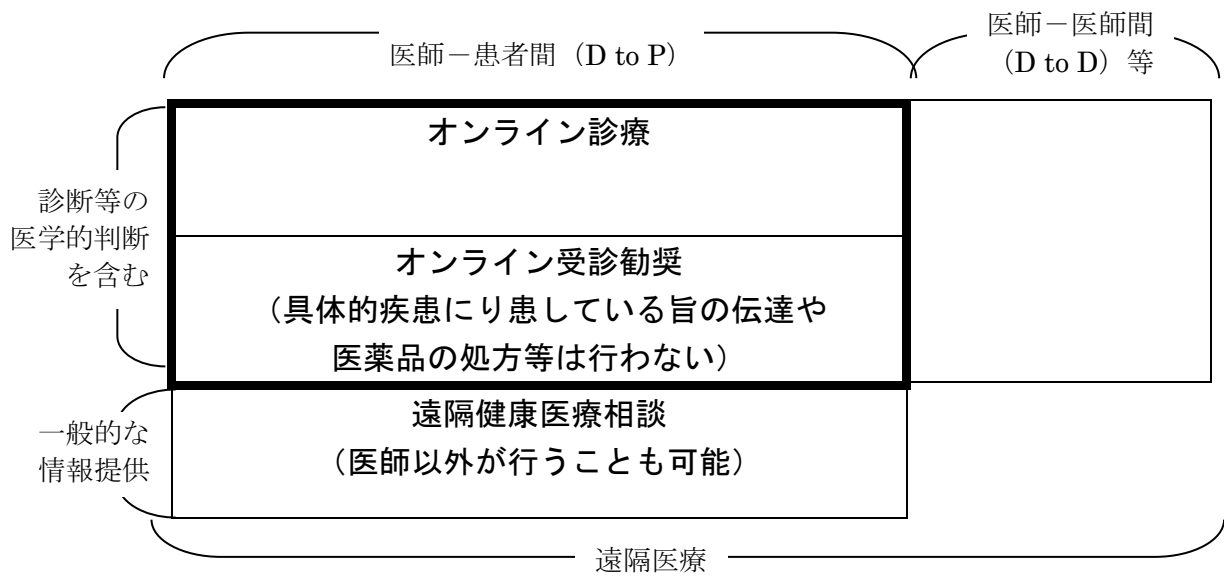 医師－患者間（D to P）
医師－医師間
（D to D）等
診断等の
医学的判断
を含む
オンライン診療
オンライン受診勧奨
（具体的疾患にり患している旨の伝達や
医薬品の処方等は行わない）
一般的な
情報提供
遠隔健康医療相談
（医師以外が行うことも可能）
遠隔医療